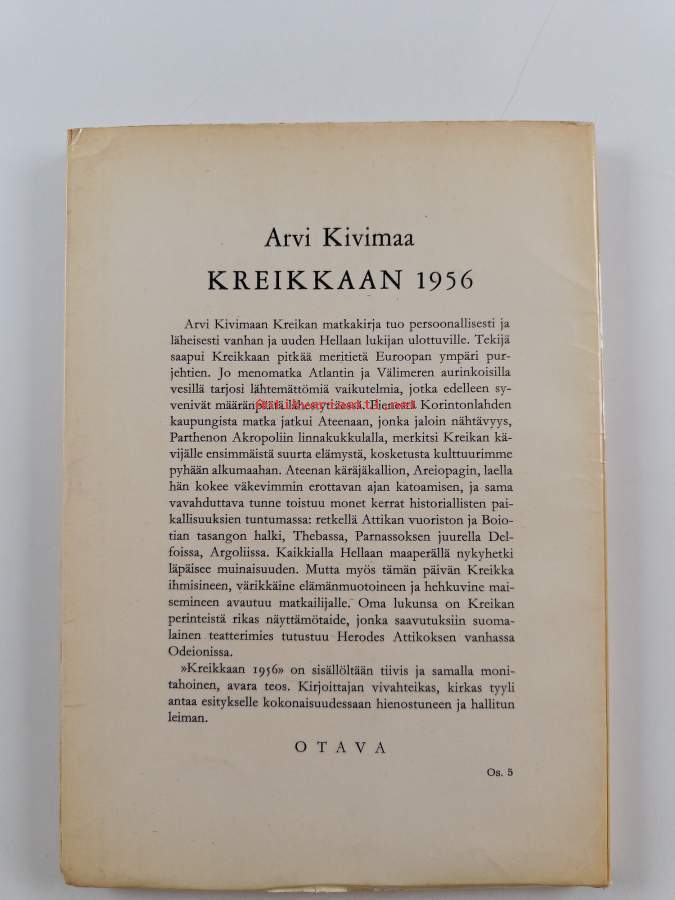 Arvi Kivimaa
KREIKKAAN 1956
Arvi Kivimaan Kreikan matkakirja tuo persoonallisesti ja
läheisesti vanhan ja uuden Hellaan lukijan ulottuville. Tekijä
saapui Kreikkaan pitkää meritietä Euroopan ympäri pur-
jehtien. Jo menomatka Atlantin ja Välimeren aurinkoisilla
vesillä tarjosi lähtemättömiä vaikutelmia, jotka edelleen sy-
venivät määränpäätä lähestyttäessä. Pienestä Korintonlahden
kaupungista matka jatkui Ateenaan, jonka jaloin nähtävyys,
Parthenon Akropoliin linnakukkulalla, merkitsi Kreikan kä-
vijälle ensimmäistä suurta elämystä, kosketusta kulttuurimme
pyhään alkumaahan. Ateenan käräjäkallion, Areiopagin, laella
hän kokee väkevimmin erottavan ajan katoamisen, ja sama
vavahduttava tunne toistuu monet kerrat historiallisten pai-
kallisuuksien tuntumassa: retkellä Attikan vuoriston ja Boio-
tian tasangon halki, Thebassa, Parnassoksen juurella Del-
foissa, Argoliissa. Kaikkialla Hellaan maaperällä nykyhetki
läpäisee muinaisuuden. Mutta myös tämän päivän Kreikka
ihmisineen, värikkäine elämänmuotoineen ja hehkuvine mai-
semineen avautuu matkailijalle. Oma lukunsa on Kreikan
perinteistä rikas näyttämötaide, jonka saavutuksiin suoma-
lainen teatterimies tutustuu Herodes Attikoksen vanhassa
Odeionissa.
»Kreikkaan 1956» on sisällöltään tiivis ja samalla moni-
tahoinen, avara teos. Kirjoittajan vivahteikas, kirkas tyyli
antaa esitykselle kokonaisuudessaan hienostuneen ja hallitun
leiman.
OTAVA
Os. 5